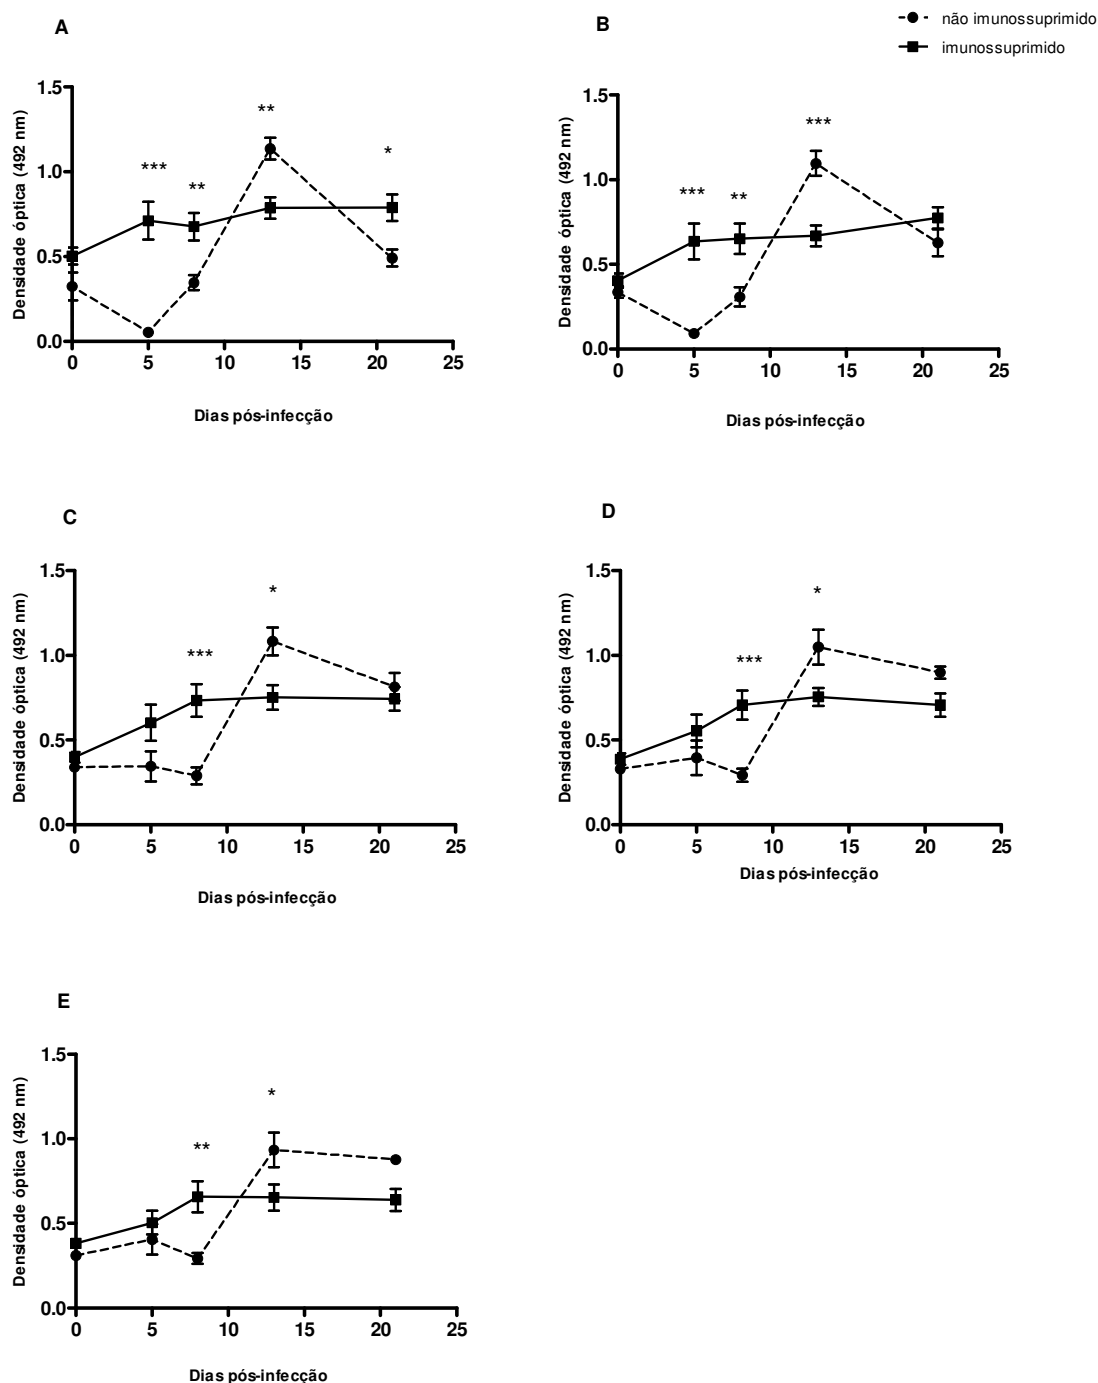 A
B
não imunossuprimido
imunossuprimido
Densidade óptica (492 nm)
1.5
1.0
0.5
0.0
***
**
**
*
0 5 10 15 20 25
Dias pós-infecção
Densidade óptica (492 nm)
1.5
1.0
0.5
0.0
***
**
***
0 5 10 15 20 25
Dias pós-infecção
C
Densidade óptica (492 nm)
1.5
1.0
0.5
0.0
***
*
0 5 10 15 20 25
Dias pós-infecção
D
Densidade óptica (492 nm)
1.5
1.0
0.5
0.0
***
*
0 5 10 15 20 25
Dias pós-infecção
E
Densidade óptica (492 nm)
1.5
1.0
0.5
0.0
**
*
0 5 10 15 20 25
Dias pós-infecção